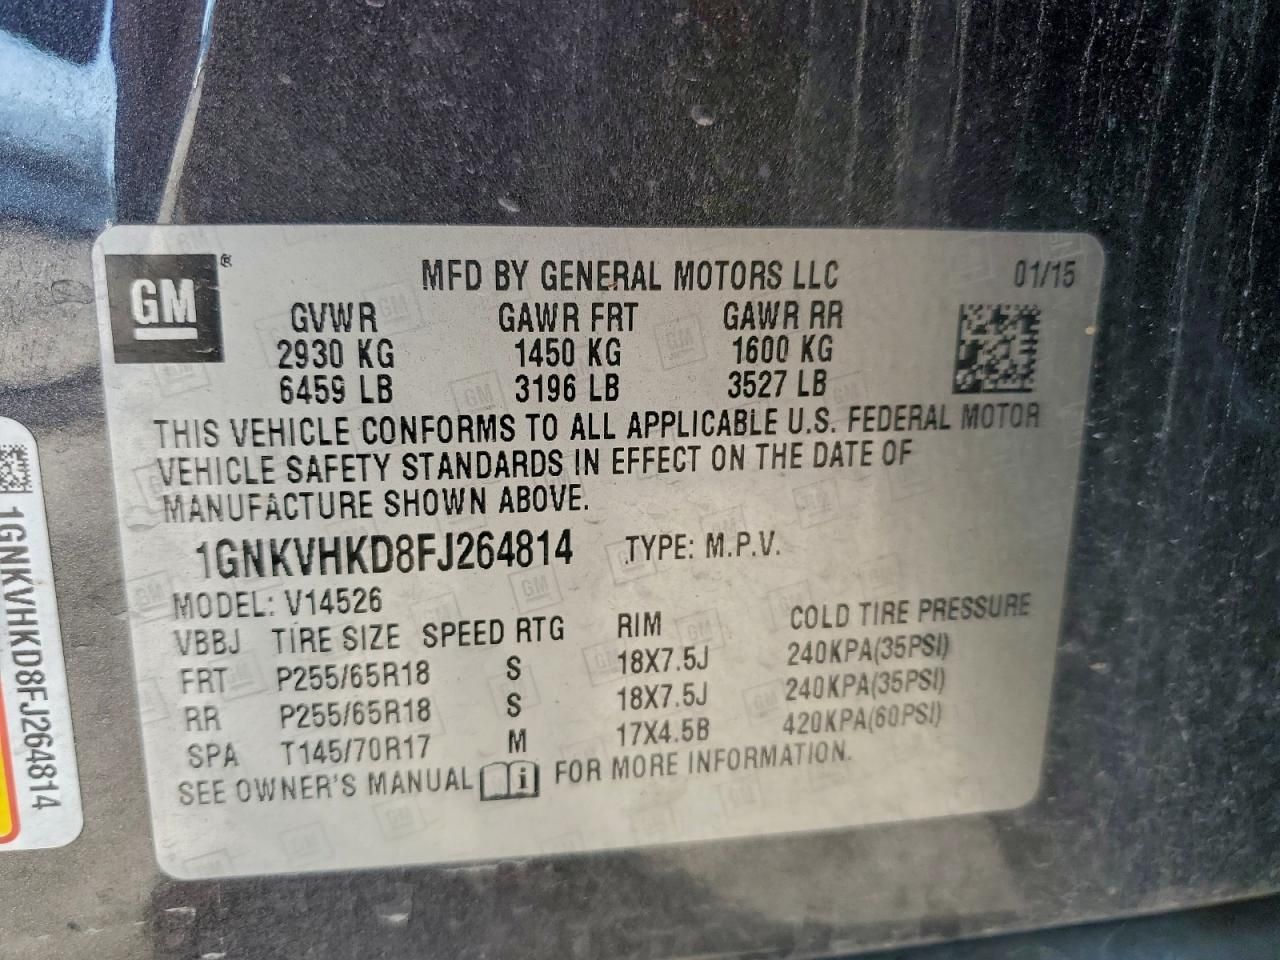 GM®
MFD BY GENERAL MOTORS LLC 01/15
GVWR GAWR FRT GAWR RR
2930 KG 1450 KG 1600 KG
6459 LB 3196 LB 3527 LB
THIS VEHICLE CONFORMS TO ALL APPLICABLE U.S. FEDERAL MOTOR
VEHICLE SAFETY STANDARDS IN EFFECT ON THE DATE OF
MANUFACTURE SHOWN ABOVE.
1GNKVHKD8FJ264814 TYPE: M.P.V.
MODEL: V14526
VBBJ TIRE SIZE SPEED RTG RIM COLD TIRE PRESSURE
FRT P255/65R18 S 18X7.5J 240KPA(35PSI)
RR P255/65R18 S 18X7.5J 240KPA(35PSI)
SPA T145/70R17 M 17X4.5B 420KPA(60PSI)
SEE OWNER'S MANUAL i FOR MORE INFORMATION.
1GNKVHKD8FJ264814